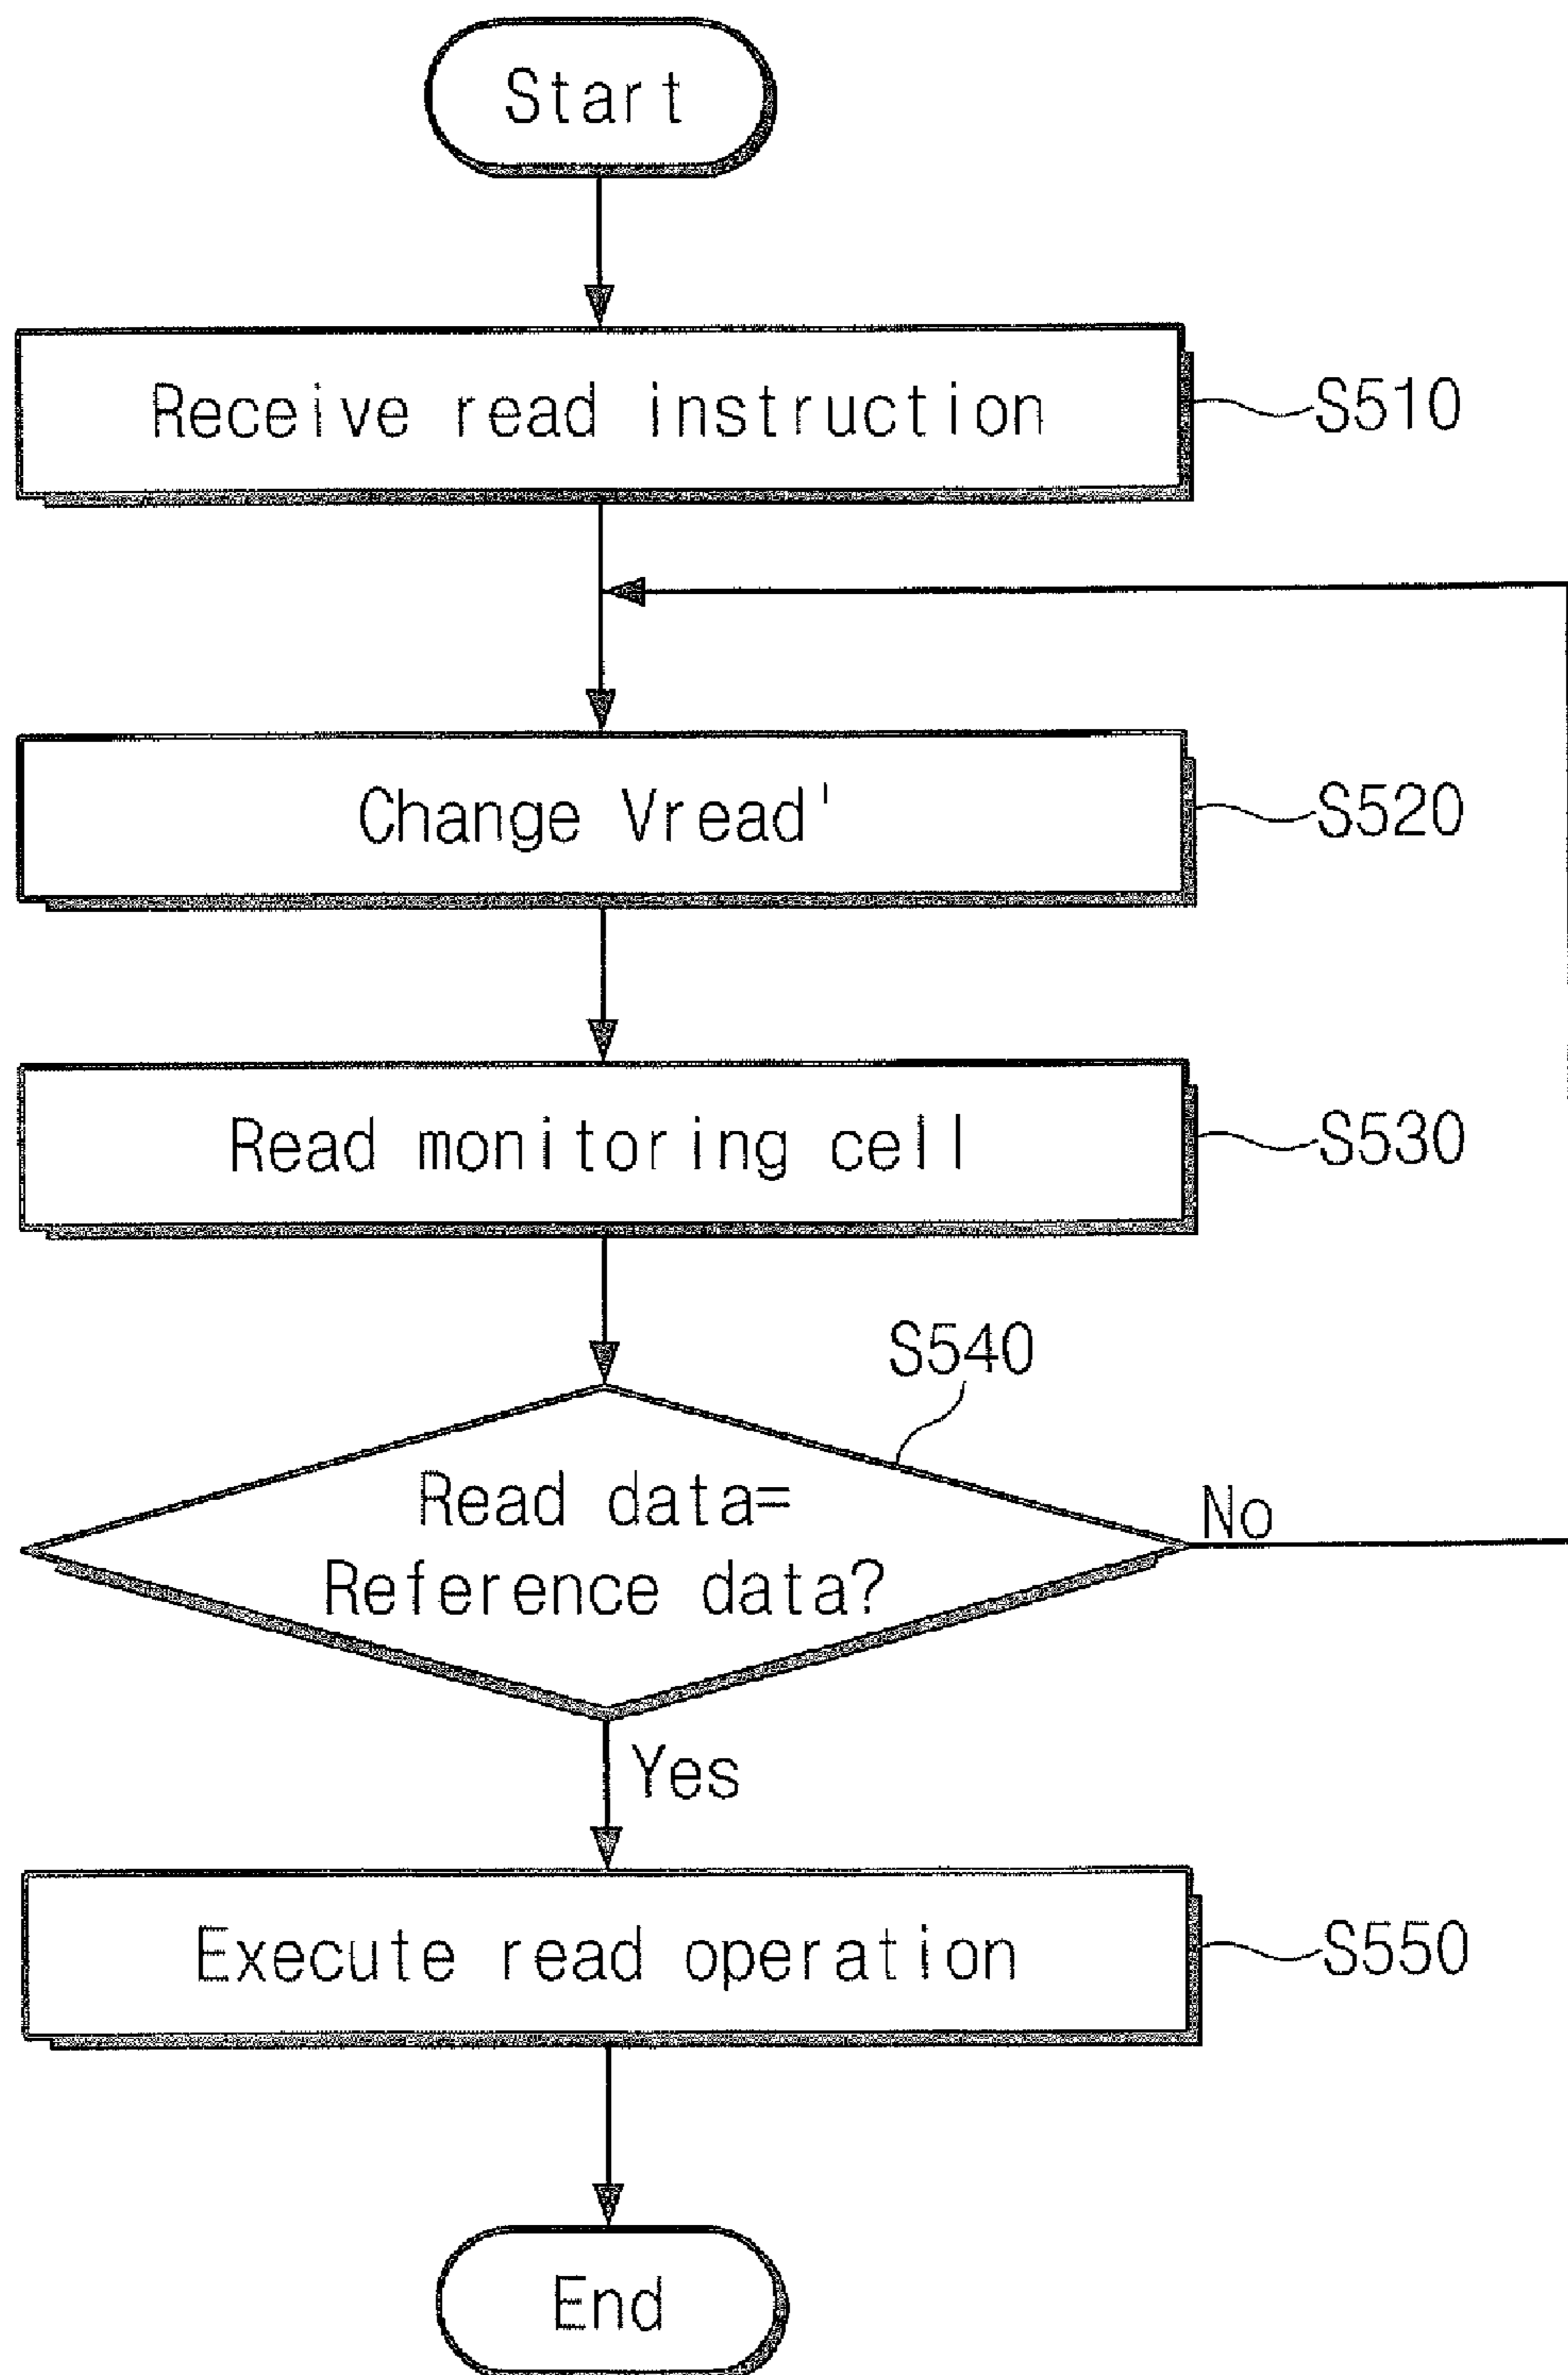 Start
Receive read instruction
S510
Change Vread'
S520
Read monitoring cell
S530
S540
Read data=
Reference data?
No
Yes
Execute read operation
S550
End